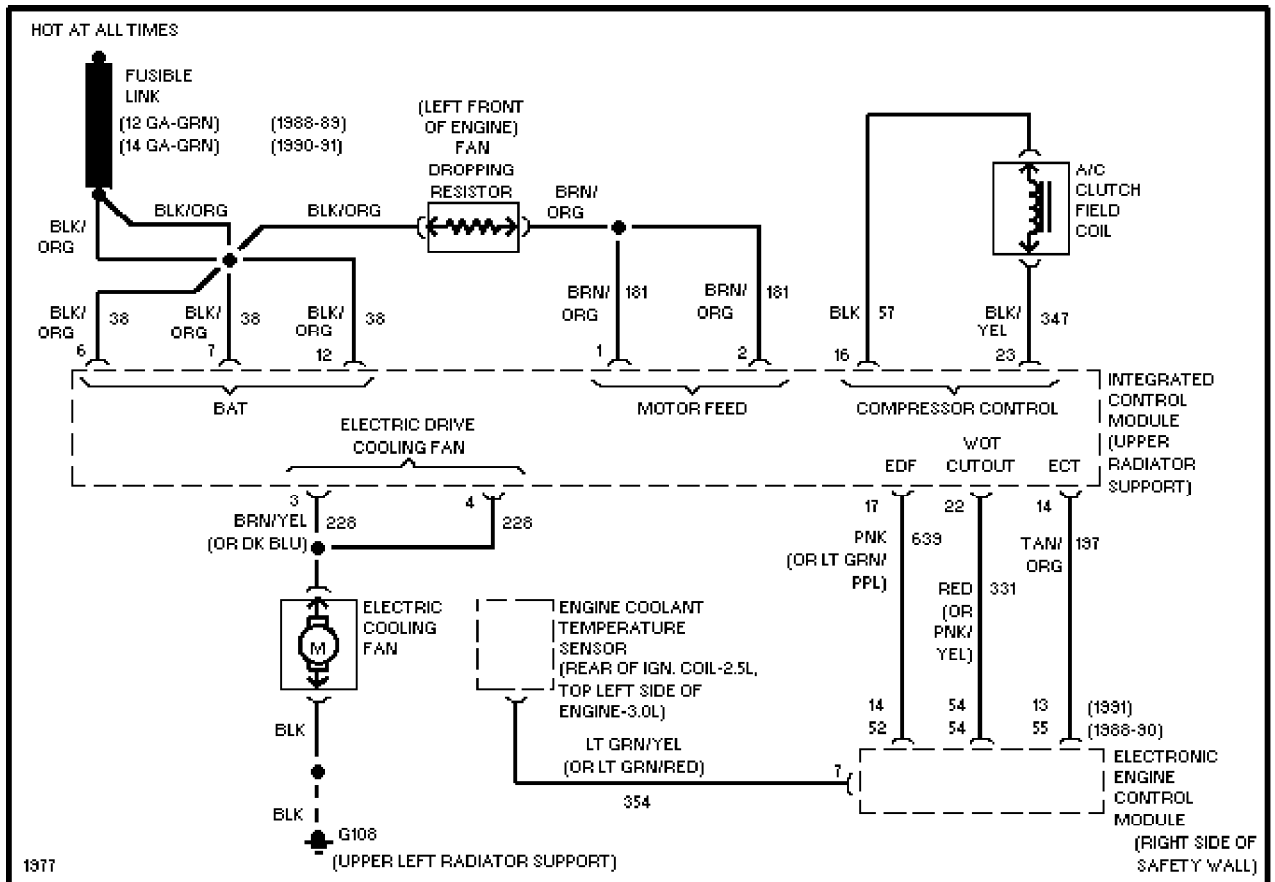 HOT AT ALL TIMES
FUSIBLE
LINK
(12 GA-GRN) (1988-89)
(14 GA-GRN) (1990-91)
(LEFT FRONT
OF ENGINE)
FAN
DROPPING
RESISTOR
BLK/
ORG
BLK/ORG
BLK/ORG
BRN/
ORG
A/C
CLUTCH
FIELD
COIL
BLK/
ORG
38
BLK/
ORG
38
BLK/
ORG
38
BRN/
ORG
181
BRN/
ORG
181
BLK
57
BLK/
YEL
347
6
7
12
1
2
16
23
BAT
MOTOR FEED
COMPRESSOR CONTROL
INTEGRATED
CONTROL
MODULE
(UPPER
RADIATOR
SUPPORT)
ELECTRIC DRIVE
COOLING FAN
EDF
WOT
CUTOUT
ECT
3
4
17
22
14
BRN/YEL
(OR DK BLU)
228
228
PNK
(OR LT GRN/
PPL)
639
RED
(OR
PNK/
YEL)
331
TAN/
ORG
197
ELECTRIC
COOLING
FAN
M
ENGINE COOLANT
TEMPERATURE
SENSOR
(REAR OF IGN. COIL-2.5L,
TOP LEFT SIDE OF
ENGINE-3.0L)
14 54 13 (1991)
52 54 55 (1988-90)
BLK
LT GRN/YEL
(OR LT GRN/RED)
354
7
ELECTRONIC
ENGINE
CONTROL
MODULE
(RIGHT SIDE OF
SAFETY WALL)
BLK
G108
(UPPER LEFT RADIATOR SUPPORT)
1977